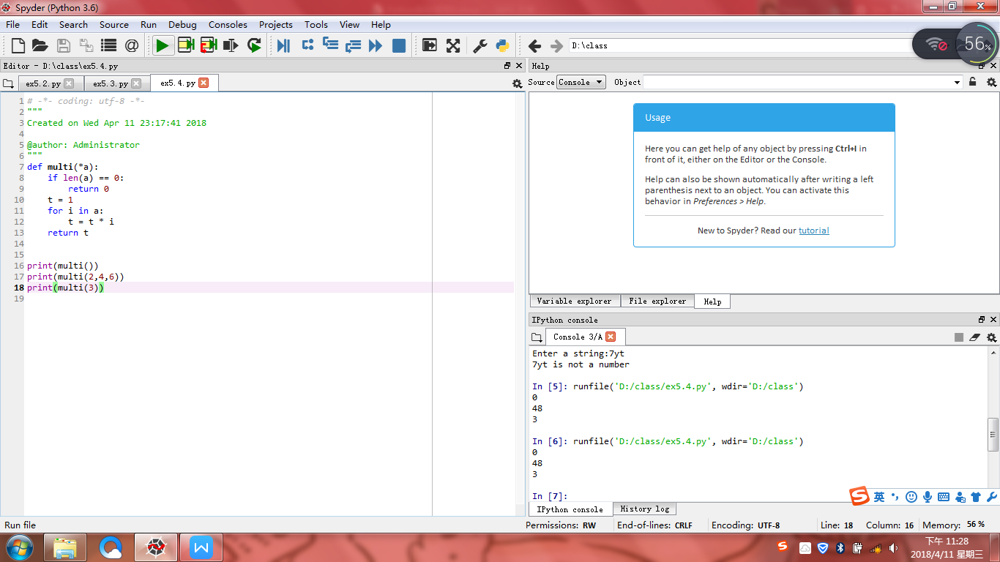 Spyder (Python 3.6)
File Edit Search Source Run Debug Consoles Projects Tools View Help
D:\class
56%
Editor - D:\class\ex5.4.py
ex5.2.py ex5.3.py ex5.4.py
1 # -*- coding: utf-8 -*-
2 """
3 Created on Wed Apr 11 23:17:41 2018
4
5 @author: Administrator
6 """
7 def multi(*a):
8     if len(a) == 0:
9         return 0
10     t = 1
11     for i in a:
12         t = t * i
13     return t
14
15
16 print(multi())
17 print(multi(2,4,6))
18 print(multi(3))
19
Help
Source Console Object
Usage
Here you can get help of any object by pressing Ctrl+I in
front of it, either on the Editor or the Console.
Help can also be shown automatically after writing a left
parenthesis next to an object. You can activate this
behavior in Preferences > Help.
New to Spyder? Read our tutorial
Variable explorer File explorer Help
IPython console
Console 3/A
Enter a string:7yt
7yt is not a number
In [5]: runfile('D:/class/ex5.4.py', wdir='D:/class')
0
48
3
In [6]: runfile('D:/class/ex5.4.py', wdir='D:/class')
0
48
3
In [7]:
S 英
IPython console History log
Run file Permissions: RW End-of-lines: CRLF Encoding: UTF-8 Line: 18 Column: 16 Memory: 56 %
下午 11:28
2018/4/11 星期三